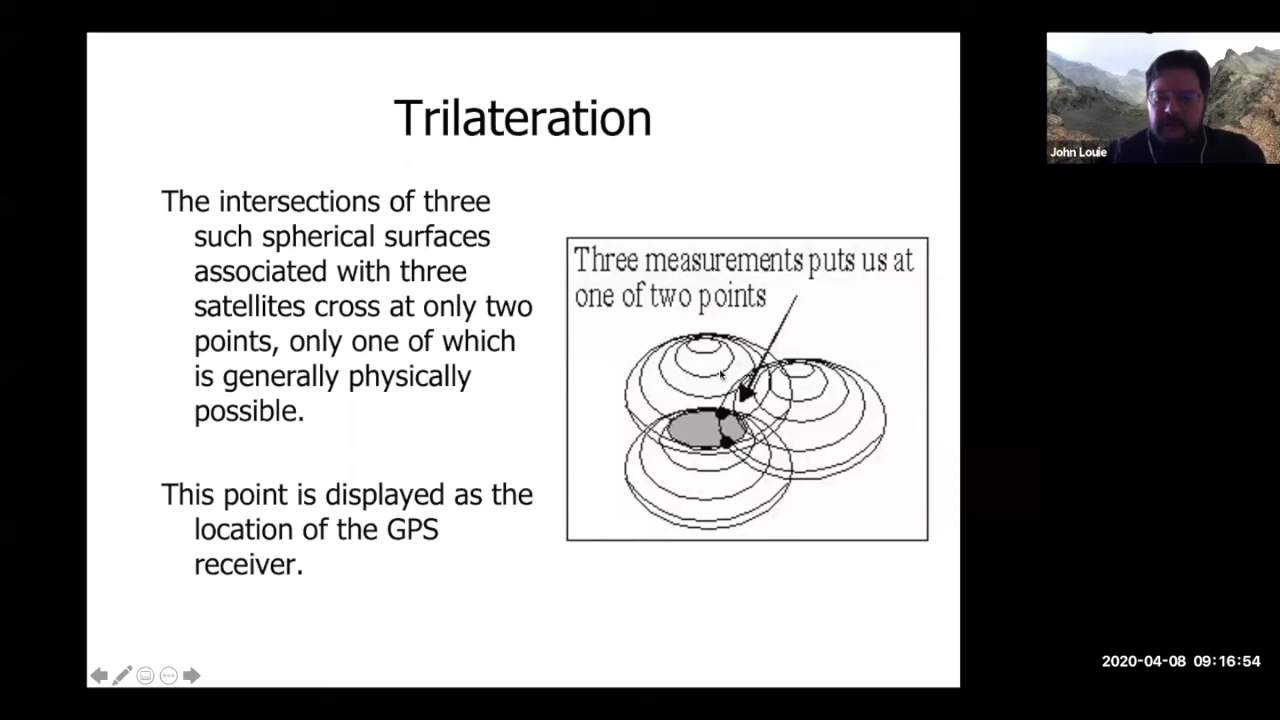 Trilateration
The intersections of three
such spherical surfaces
associated with three
satellites cross at only two
points, only one of which
is generally physically
possible.
This point is displayed as the
location of the GPS
receiver.
Three measurements puts us at
one of two points
John Louie
2020-04-08 09:16:54